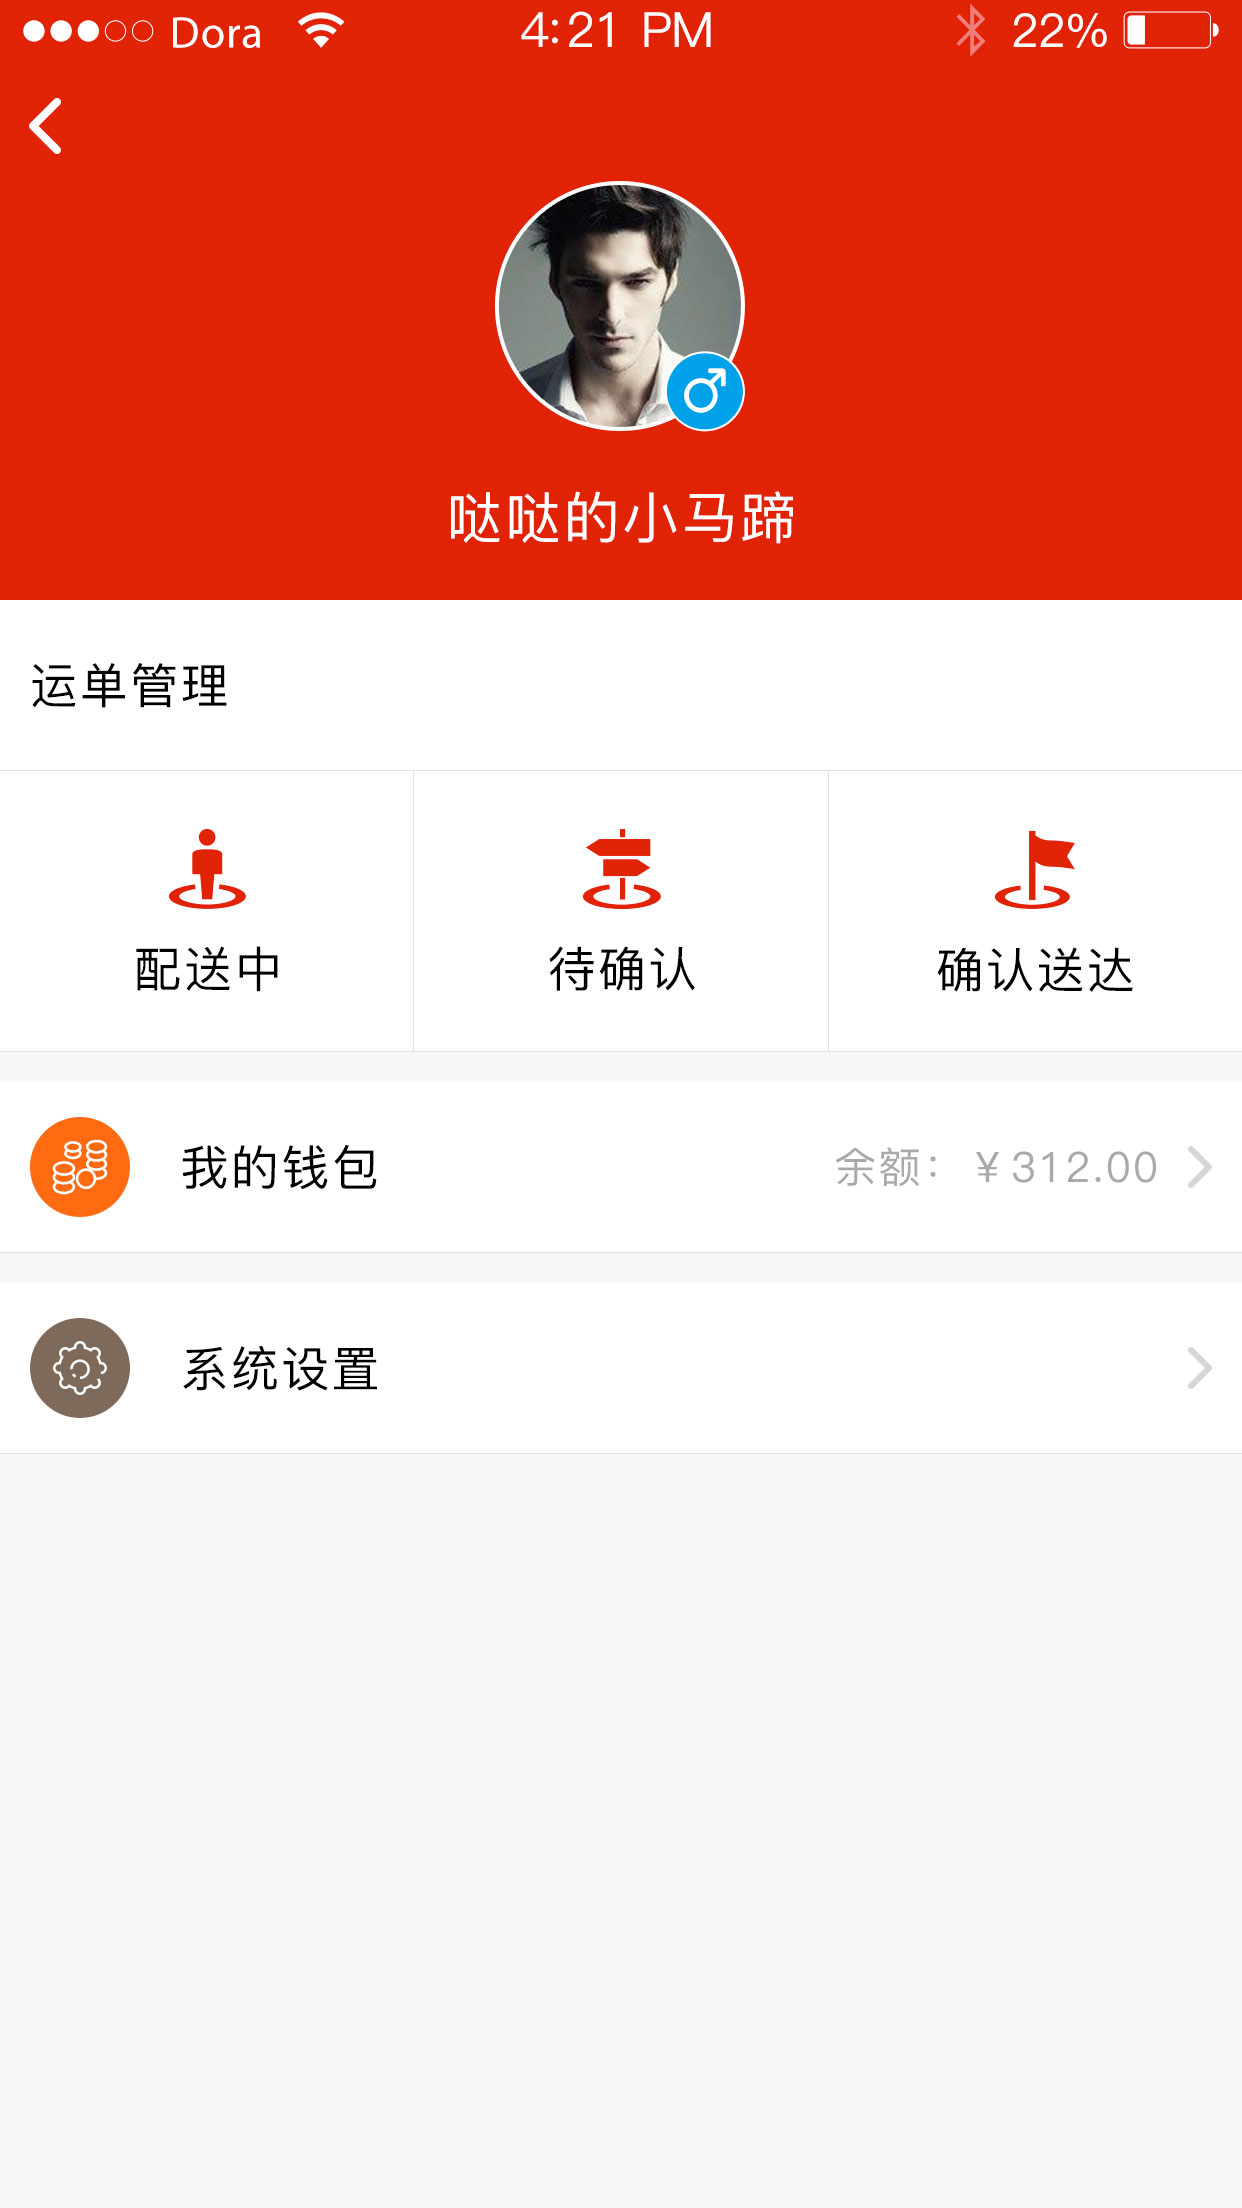 Dora 4:21 PM 22%
哒哒的小马蹄
运单管理
配送中 待确认 确认送达
我的钱包 余额：￥312.00
系统设置